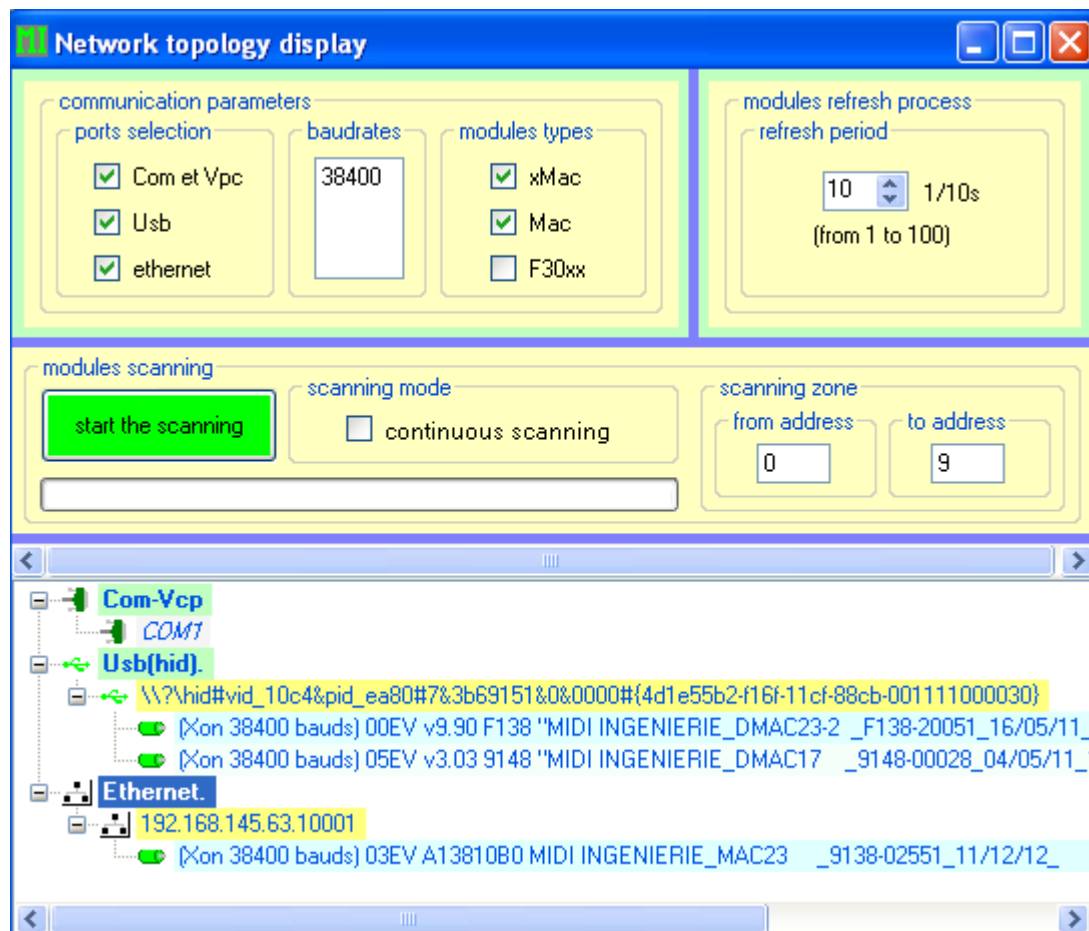 Network topology display
communication parameters
ports selection
Com et Vpc
Usb
ethernet
baudrates
38400
modules types
xMac
Mac
F30xx
modules refresh process
refresh period
10 1/10s
(from 1 to 100)
modules scanning
start the scanning
scanning mode
continuous scanning
scanning zone
from address
0
to address
9
Com-Vcp
COM1
Usb(hid).
\\?\hid#vid_10c4&pid_ea80#7&3b69151&0&0000#{4d1e55b2-f16f-11cf-88cb-001111000030}
(Xon 38400 bauds) 00EV v9.90 F138 "MIDI INGENIERIE_DMAC23-2 _F138-20051_16/05/11_
(Xon 38400 bauds) 05EV v3.03 9148 "MIDI INGENIERIE_DMAC17 _9148-00028_04/05/11_
Ethernet.
192.168.145.63.10001
(Xon 38400 bauds) 03EV A13810B0 MIDI INGENIERIE_MAC23 _9138-02551_11/12/12_